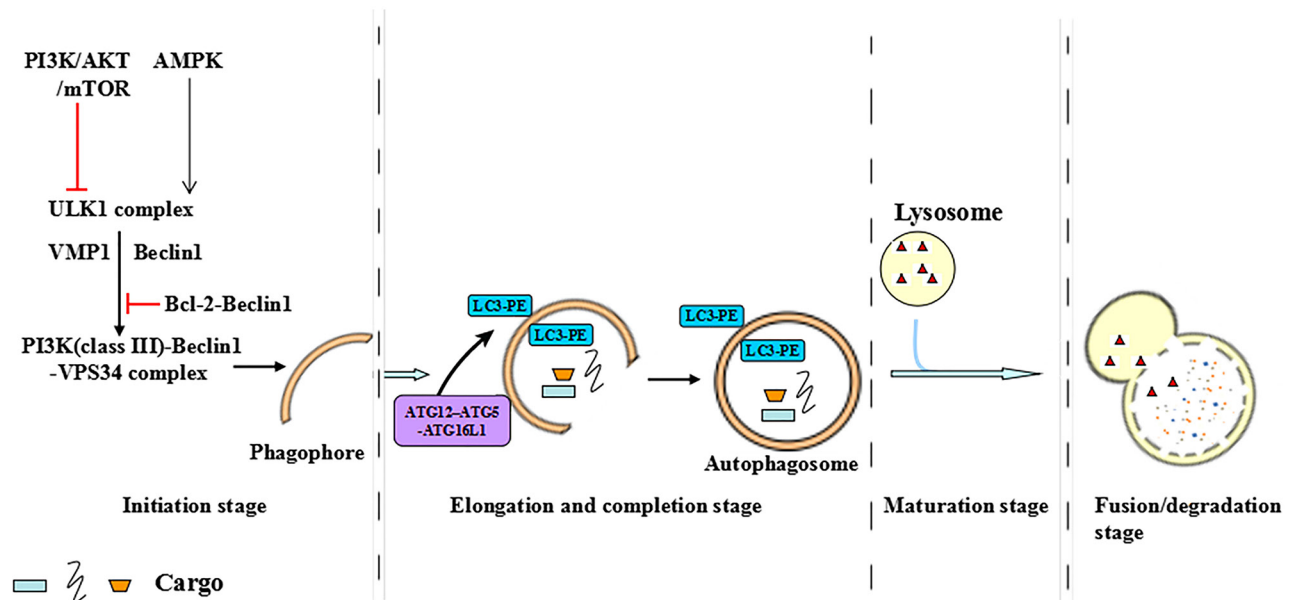 PI3K/AKT
/mTOR
AMPK
ULK1 complex
VMP1
Beclin1
Bcl-2-Beclin1
PI3K(class III)-Beclin1
-VPS34 complex
Phagophore
Initiation stage
LC3-PE
LC3-PE
ATG12–ATG5
-ATG16L1
LC3-PE
LC3-PE
Autophagosome
Elongation and completion stage
Lysosome
Maturation stage
Fusion/degradation
stage
Cargo